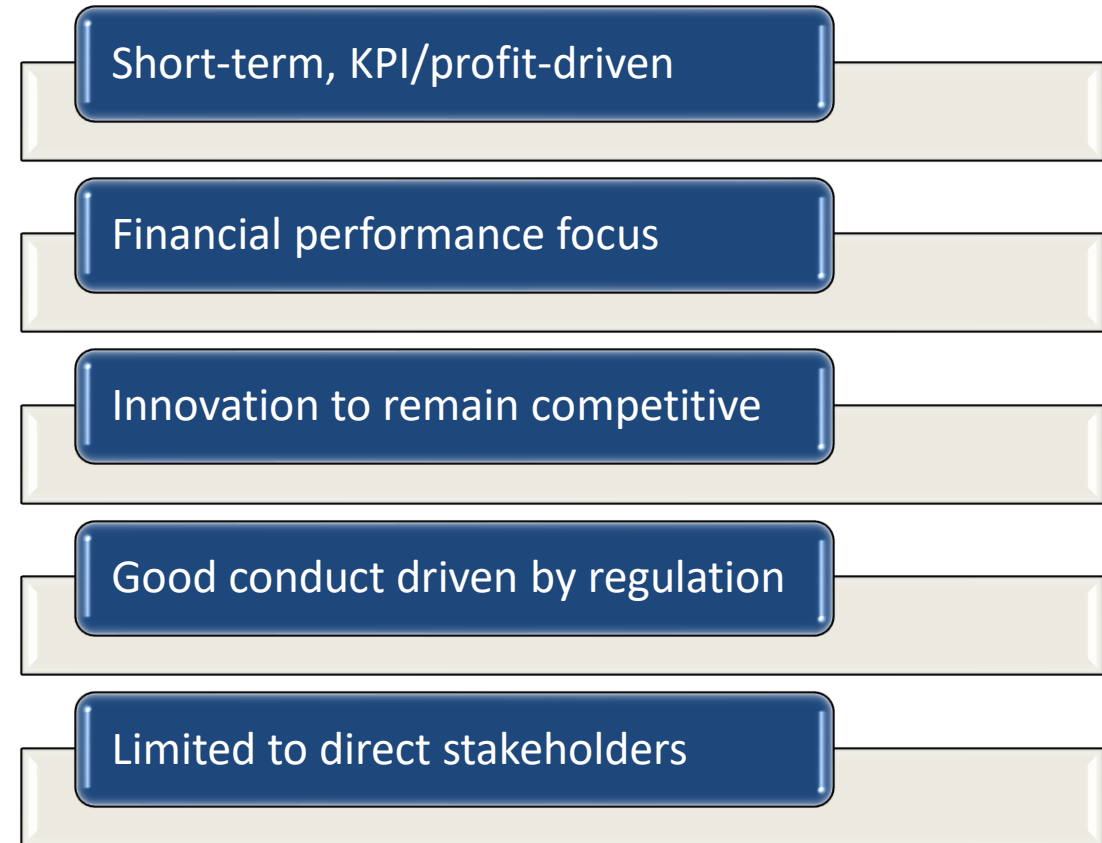 Short-term, KPI/profit-driven
Financial performance focus
Innovation to remain competitive
Good conduct driven by regulation
Limited to direct stakeholders